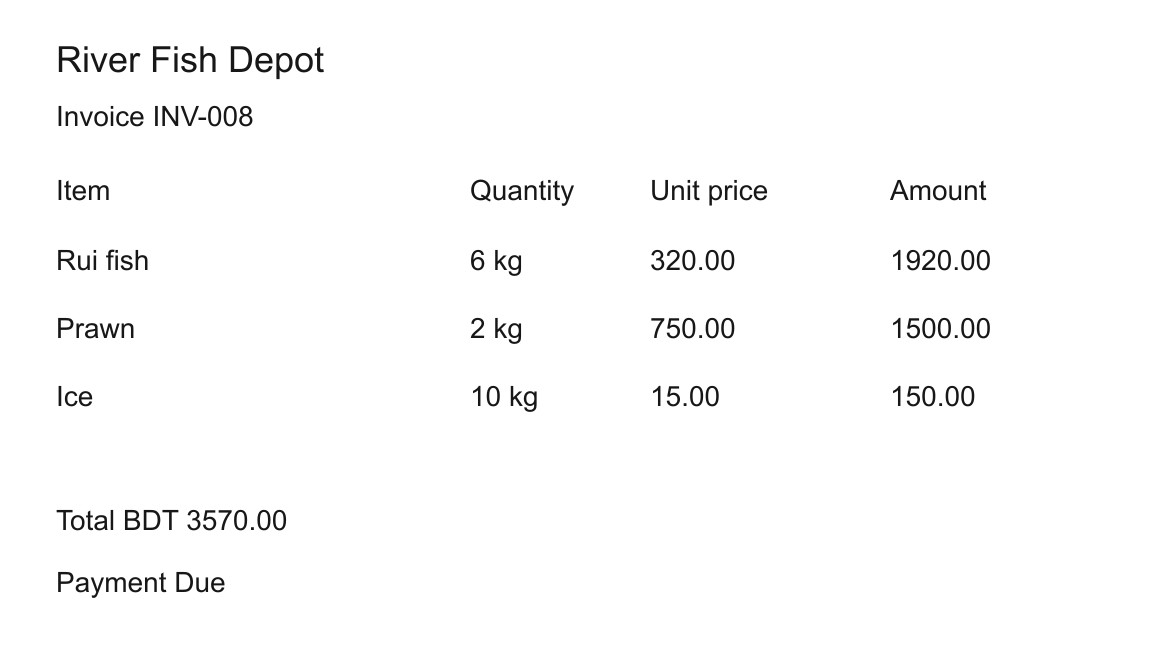 River Fish Depot
Invoice INV-008
Item Quantity Unit price Amount
Rui fish 6 kg 320.00 1920.00
Prawn 2 kg 750.00 1500.00
Ice 10 kg 15.00 150.00
Total BDT 3570.00
Payment Due